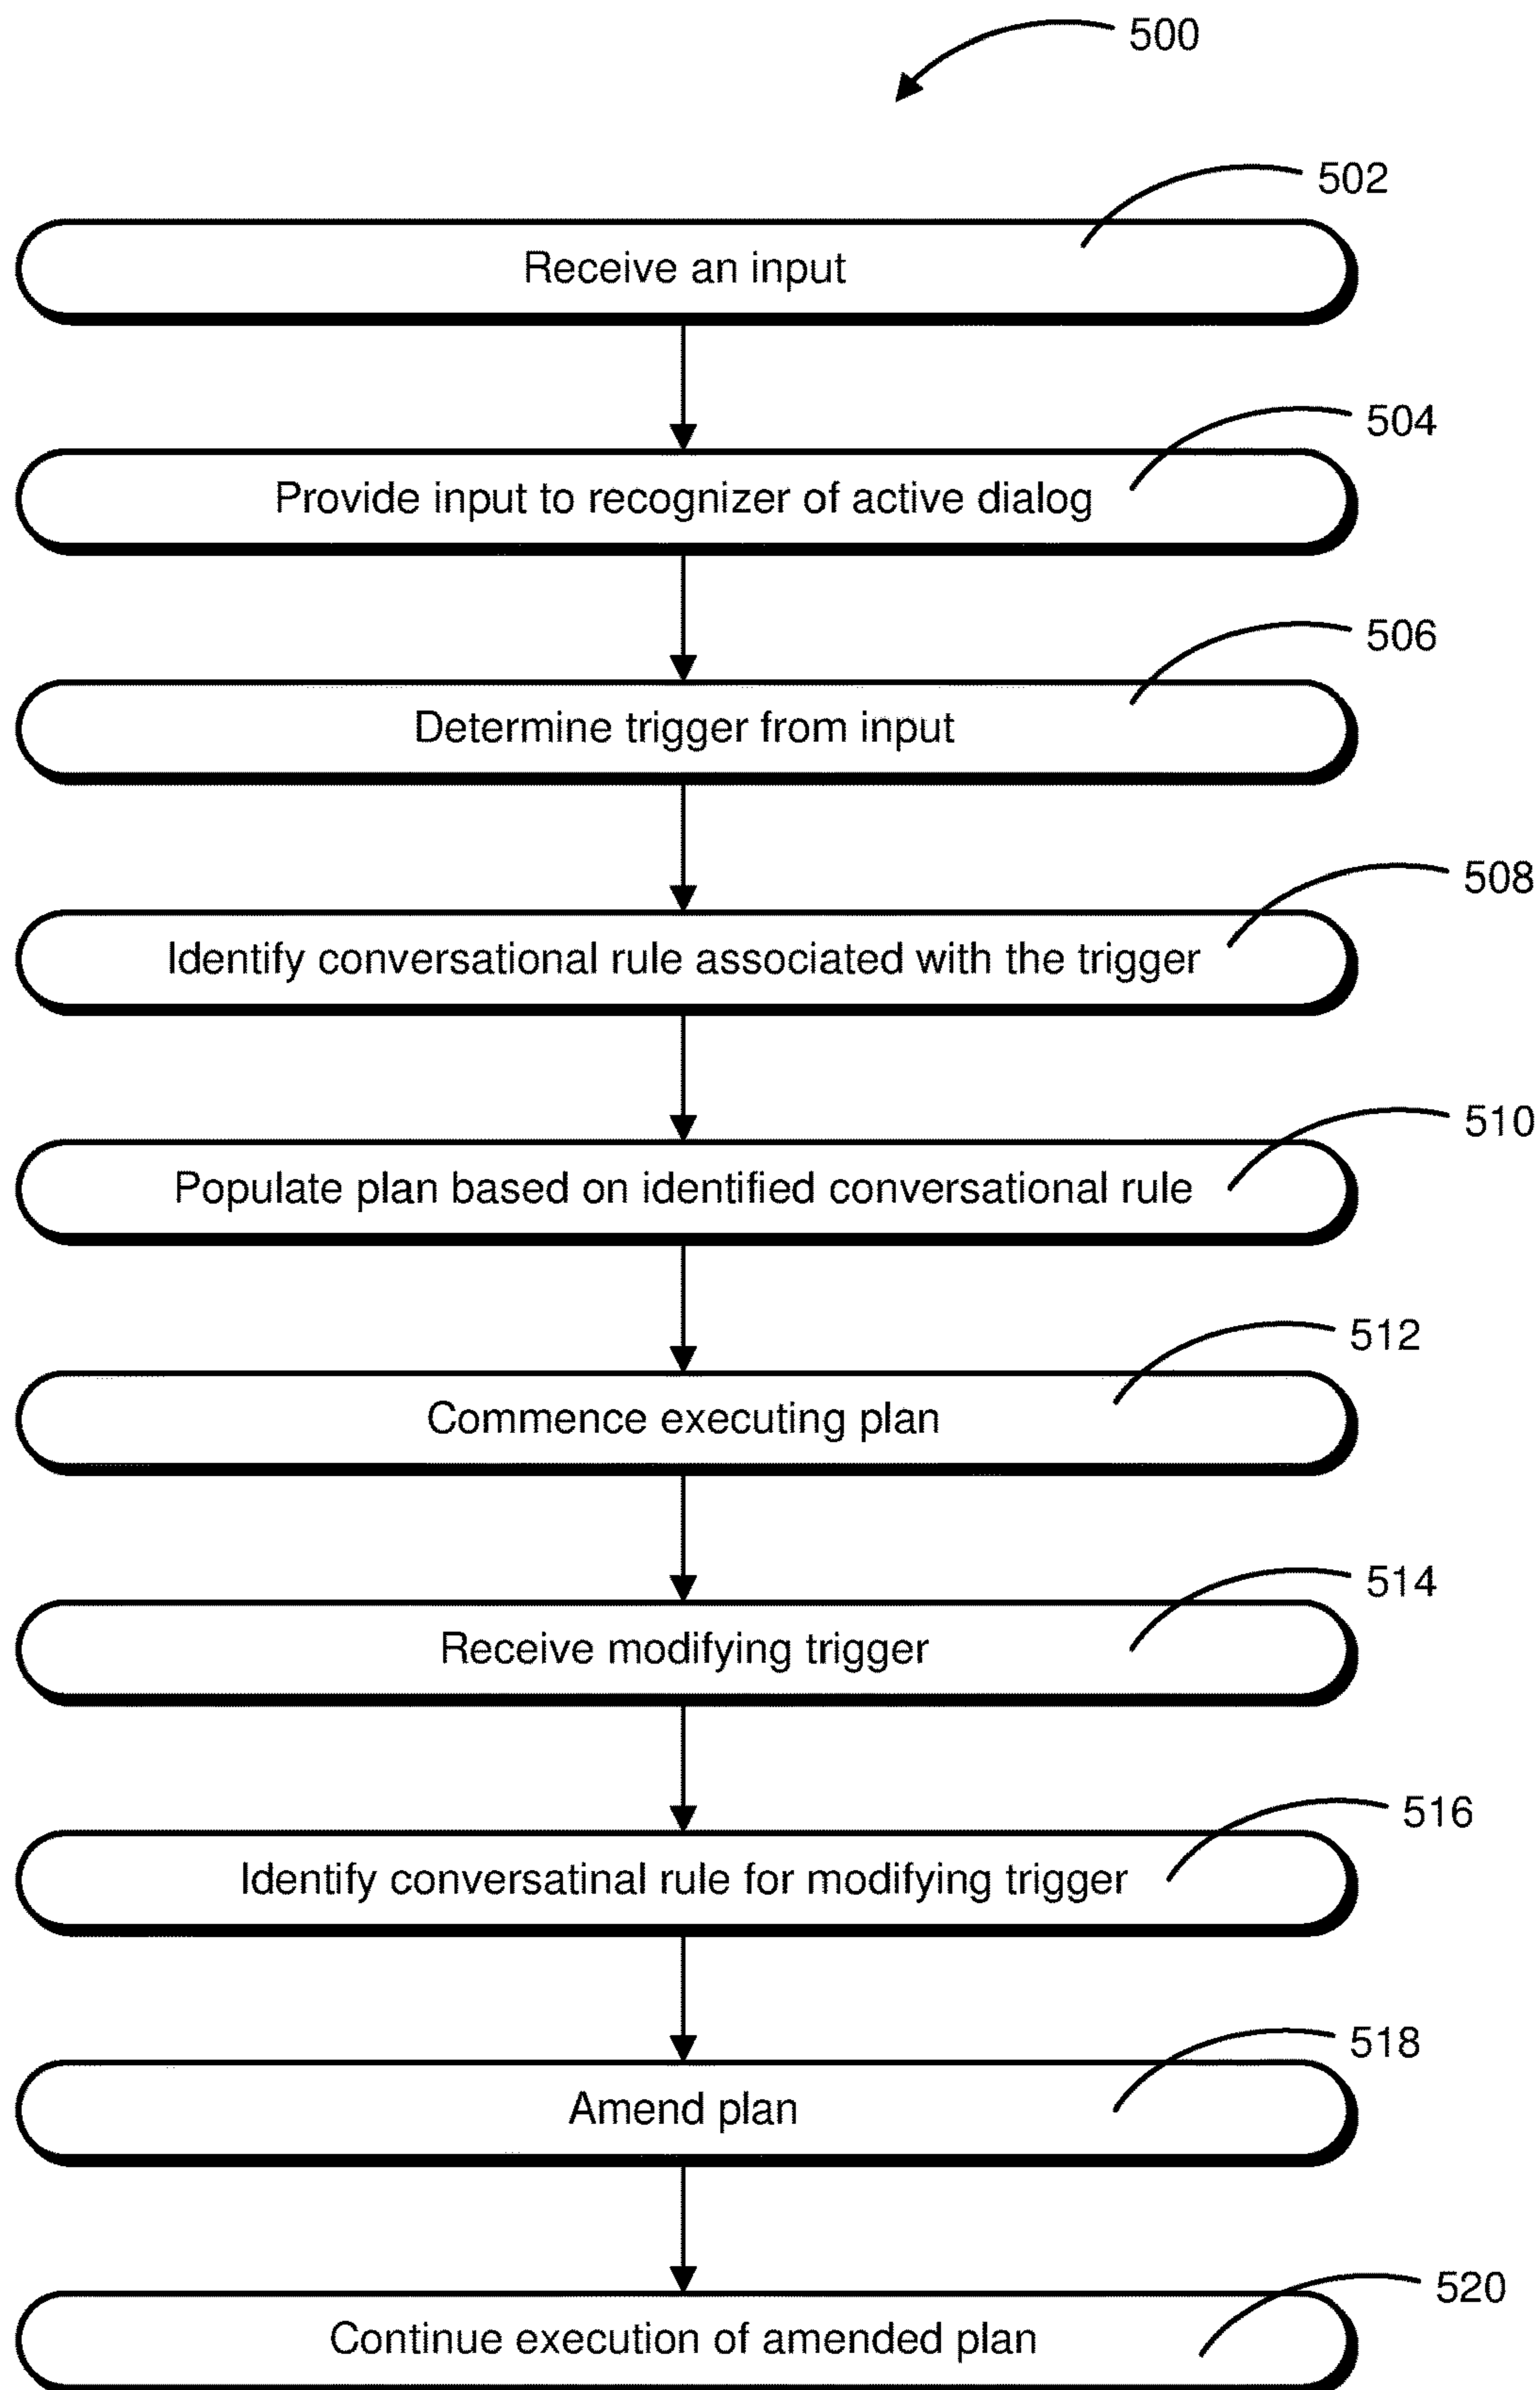 500
502
Receive an input
504
Provide input to recognizer of active dialog
506
Determine trigger from input
508
Identify conversational rule associated with the trigger
510
Populate plan based on identified conversational rule
512
Commence executing plan
514
Receive modifying trigger
516
Identify conversatinal rule for modifying trigger
518
Amend plan
520
Continue execution of amended plan